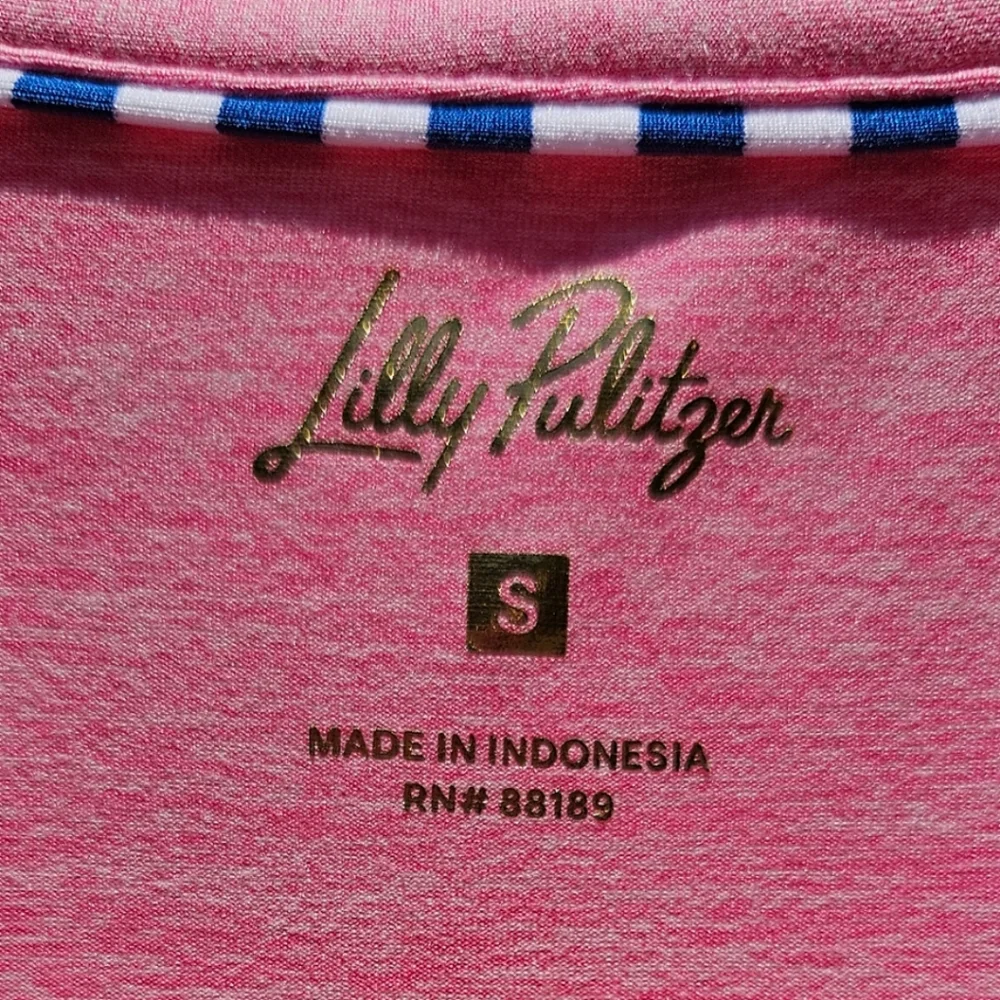 Lilly Pulitzer
S
MADE IN INDONESIA
RN# 88189